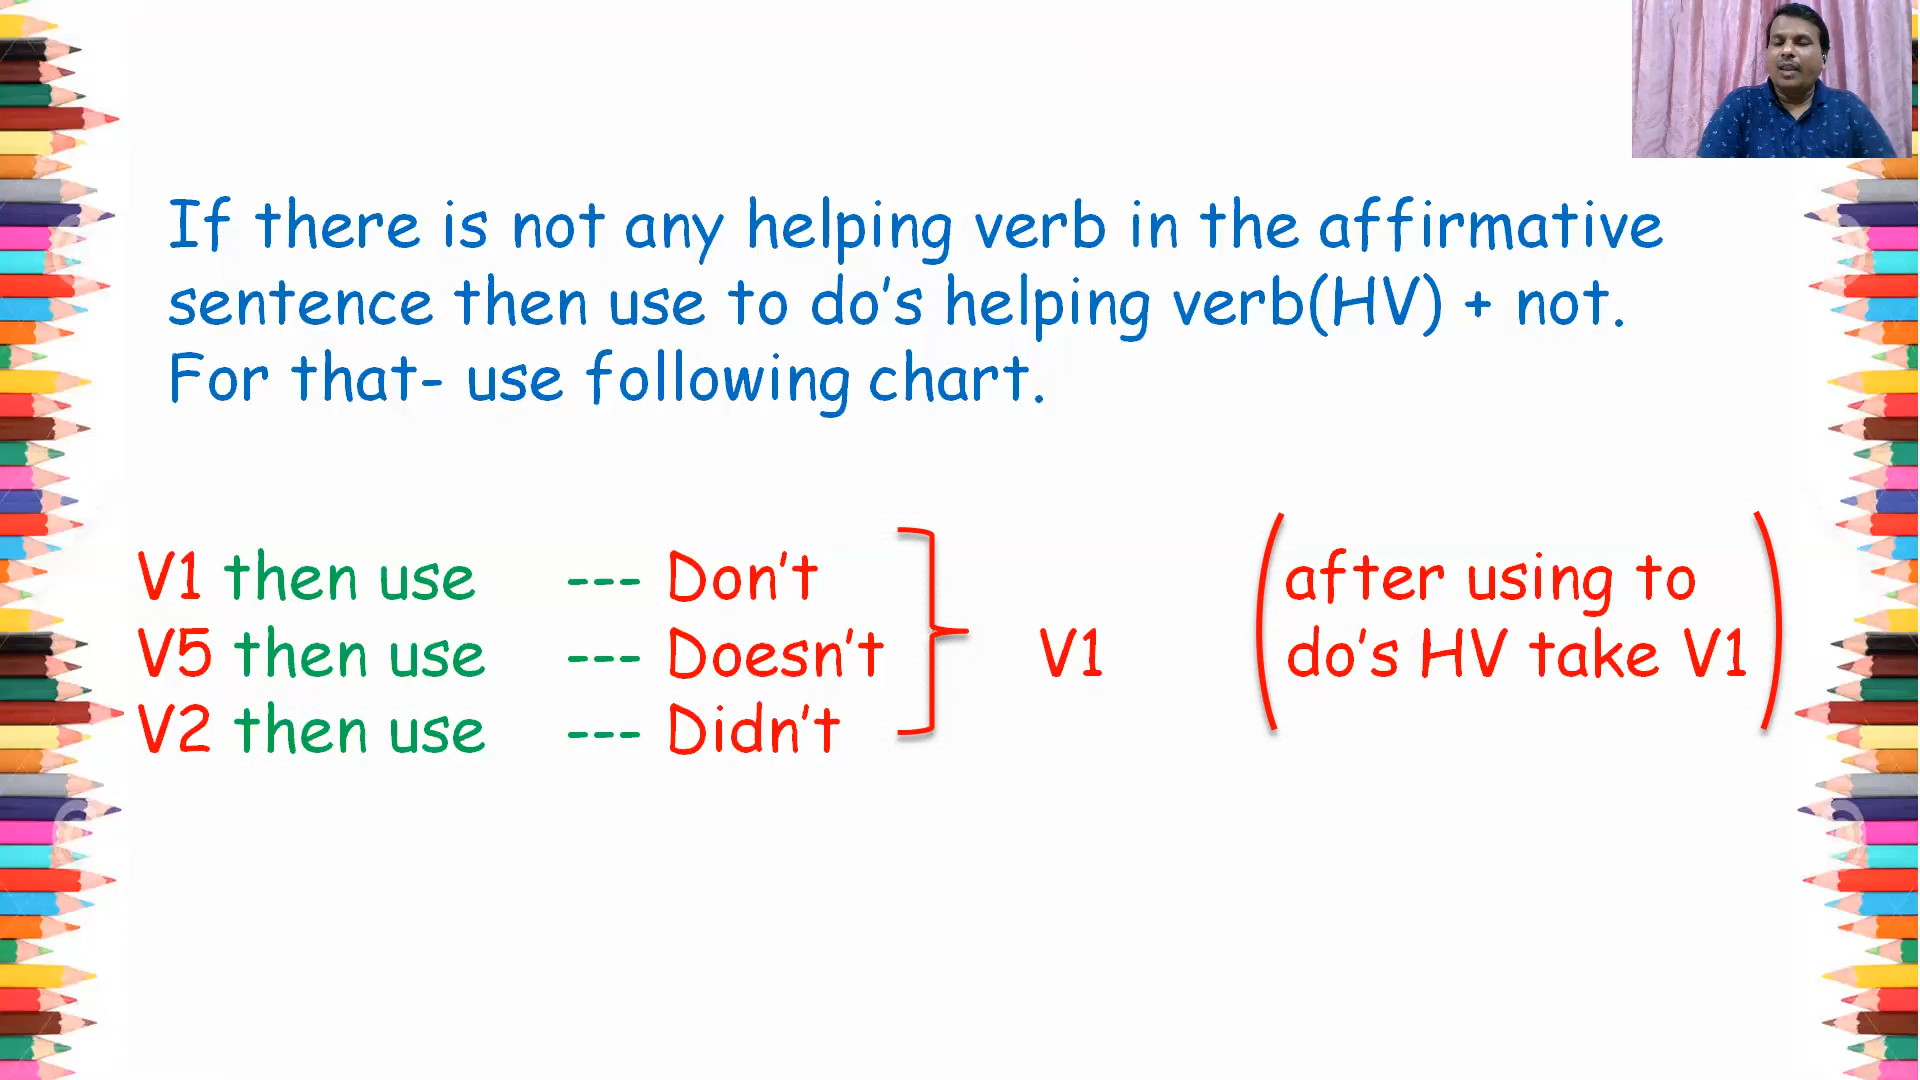 If there is not any helping verb in the affirmative
sentence then use to do's helping verb(HV) + not.
For that- use following chart.
V1 then use --- Don't
V5 then use --- Doesn't
V2 then use --- Didn't
V1
after using to
do's HV take V1